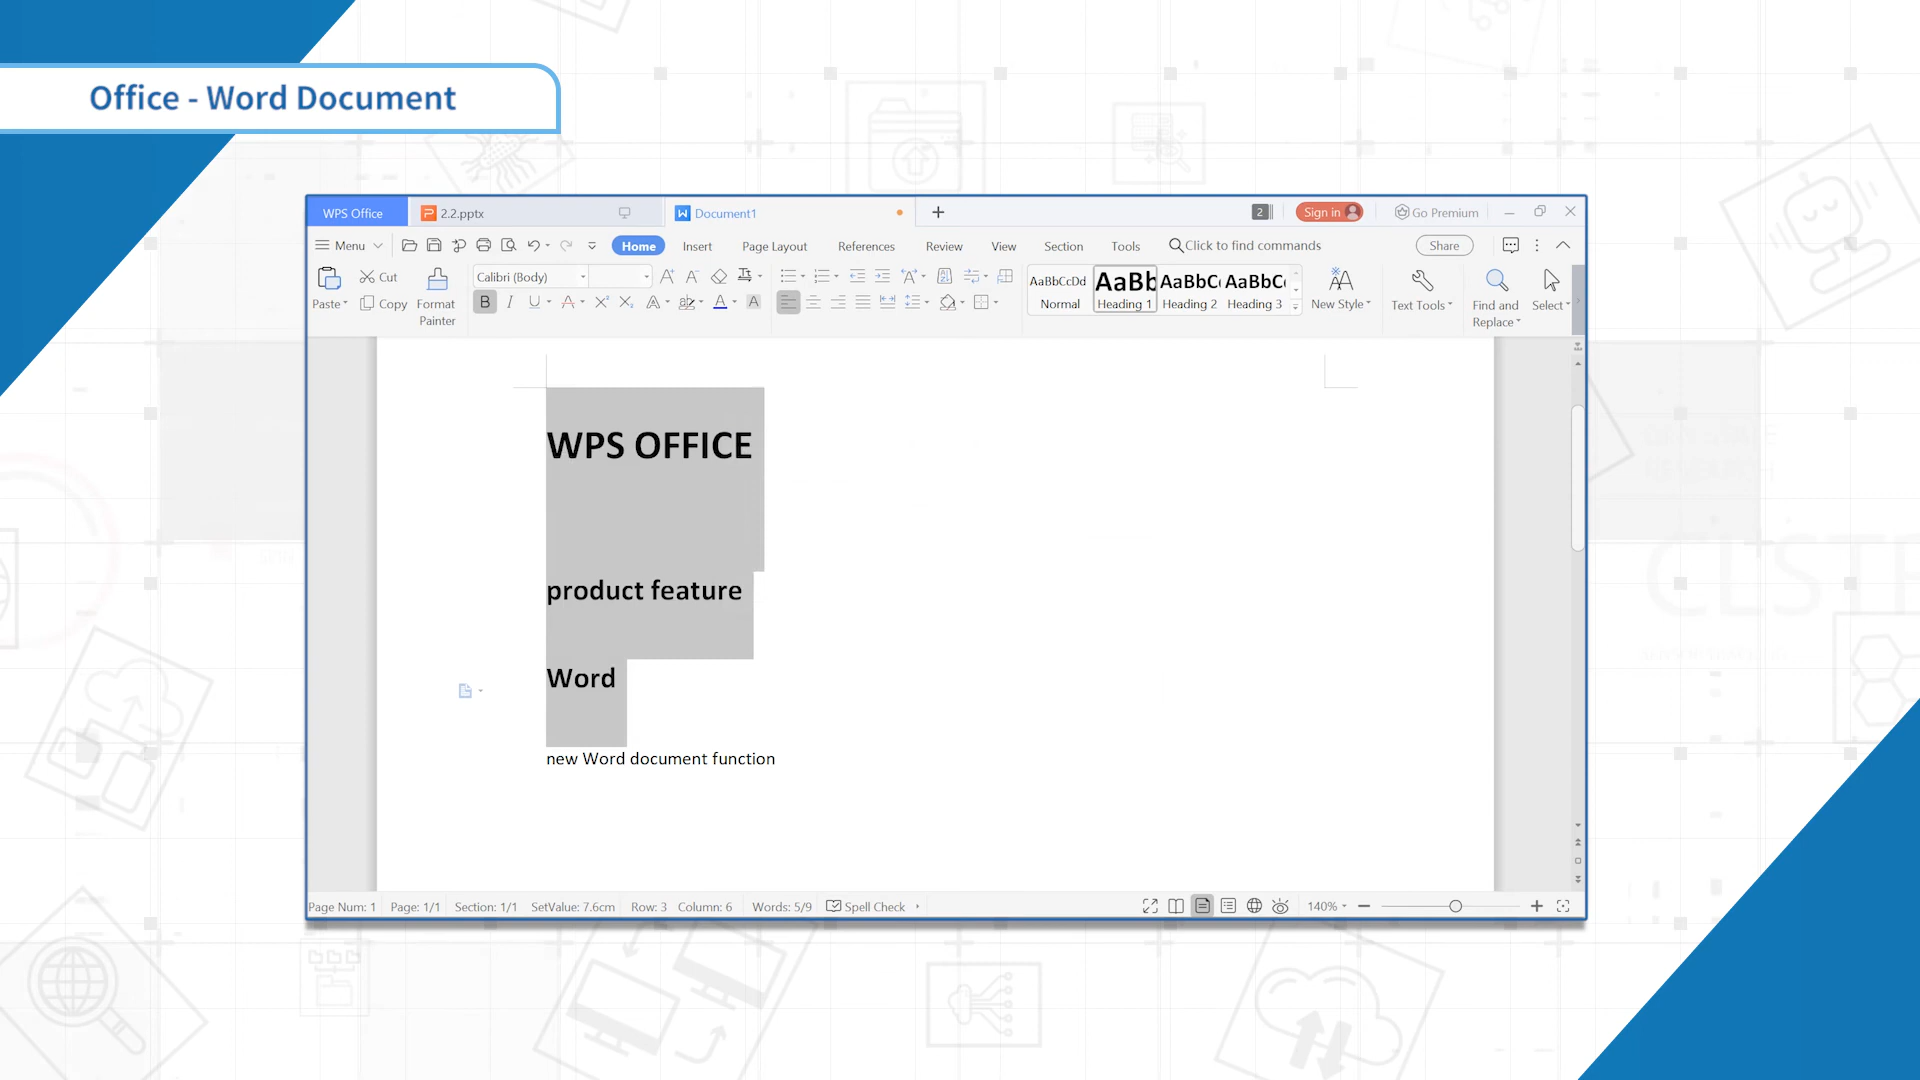 Office - Word Document
WPS Office
2.2.pptx
Document1
2
Sign in
Go Premium
Menu
Home
Insert
Page Layout
References
Review
View
Section
Tools
Click to find commands
Share
Paste
Cut
Copy
Format
Painter
Calibri (Body)
AaBbCcDd
Normal
AaBb
Heading 1
AaBbC
Heading 2
AaBbC
Heading 3
New Style
Text Tools
Find and
Replace
Select
WPS OFFICE
product feature
Word
new Word document function
Page Num: 1
Page: 1/1
Section: 1/1
SetValue: 7.6cm
Row: 3
Column: 6
Words: 5/9
Spell Check
140%